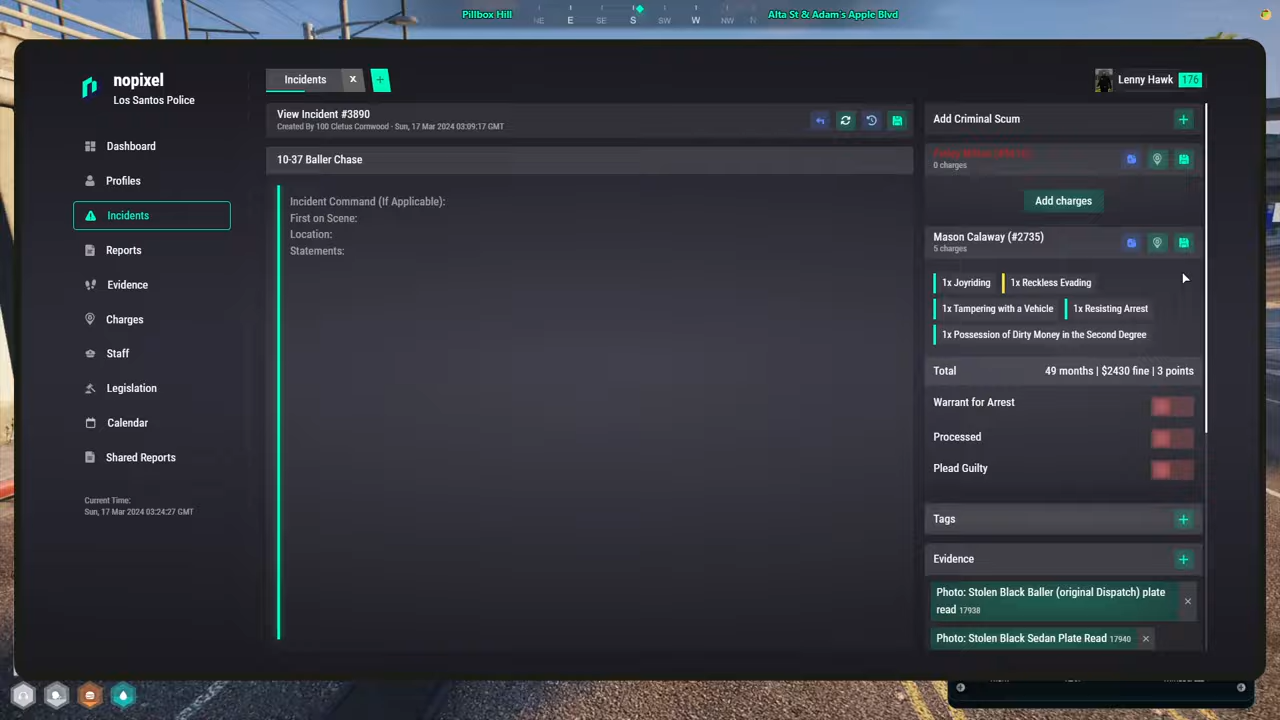 Pillbox Hill
NE E SE S SW W NW N
Alta St & Adam's Apple Blvd
nopixel
Los Santos Police
Incidents x +
Lenny Hawk 176
View Incident #3890
Created By 100 Cletus Cornwood - Sun, 17 Mar 2024 03:09:17 GMT
Dashboard
Profiles
Incidents
Reports
Evidence
Charges
Staff
Legislation
Calendar
Shared Reports
Current Time:
Sun, 17 Mar 2024 03:24:27 GMT
10-37 Baller Chase
Incident Command (If Applicable):
First on Scene:
Location:
Statements:
Add Criminal Scum +
0 charges
Add charges
Mason Calaway (#2735)
5 charges
1x Joyriding 1x Reckless Evading
1x Tampering with a Vehicle 1x Resisting Arrest
1x Possession of Dirty Money in the Second Degree
Total 49 months | $2430 fine | 3 points
Warrant for Arrest
Processed
Plead Guilty
Tags +
Evidence +
Photo: Stolen Black Baller (original Dispatch) plate
read 17938 ×
Photo: Stolen Black Sedan Plate Read 17940 ×